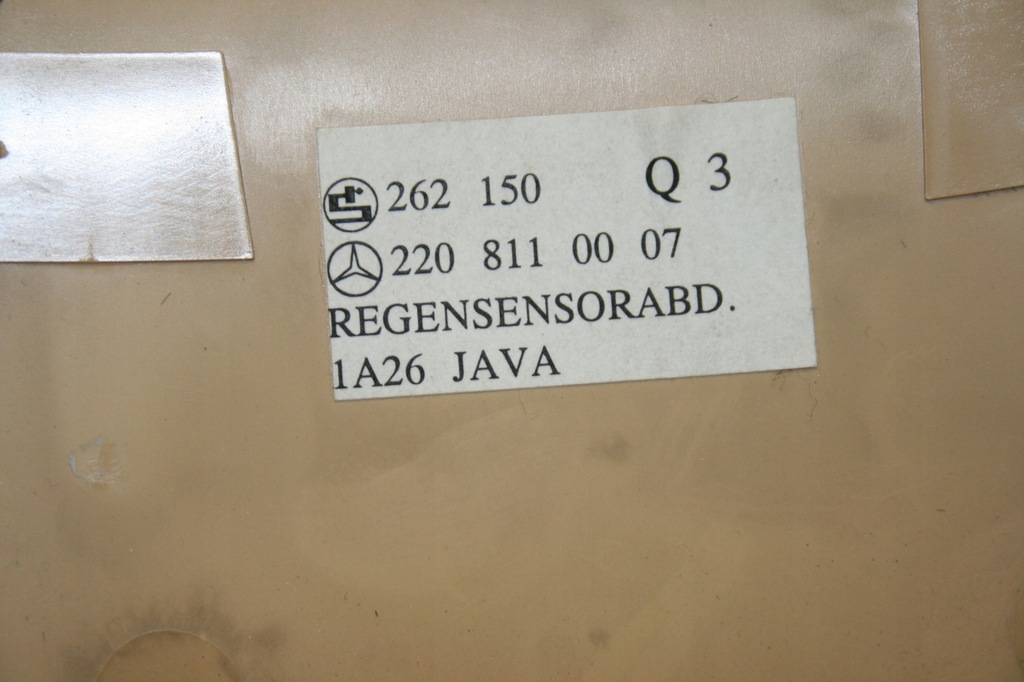 262 150 Q 3
220 811 00 07
REGENSENSORABD.
1A26 JAVA